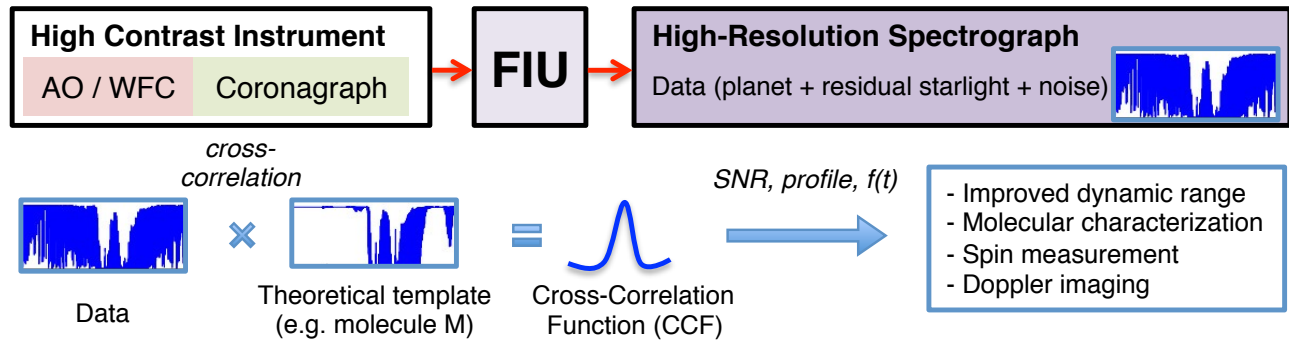 High Contrast Instrument
AO / WFC
Coronagraph
FIU
High-Resolution Spectrograph
Data (planet + residual starlight + noise)
cross-
correlation
Data
×
Theoretical template
(e.g. molecule M)
=
Cross-Correlation
Function (CCF)
SNR, profile, f(t)
- Improved dynamic range
- Molecular characterization
- Spin measurement
- Doppler imaging